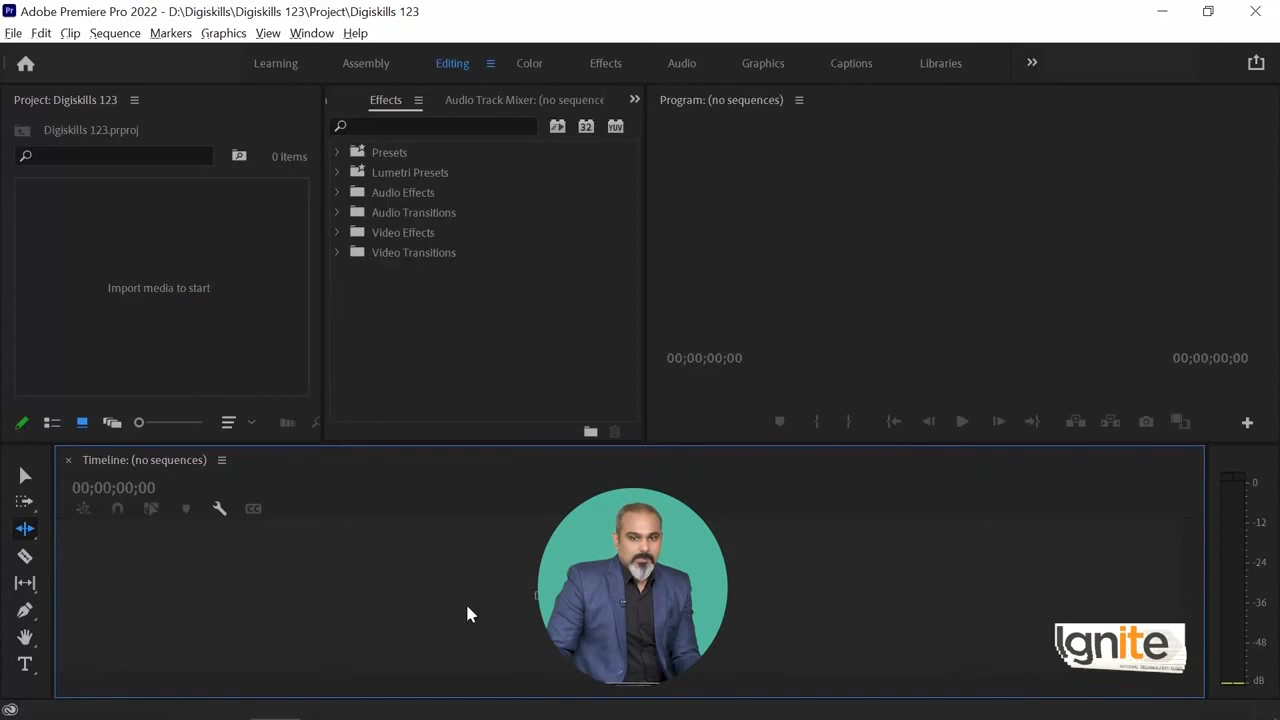 Pr Adobe Premiere Pro 2022 - D:\Digiskills\Digiskills 123\Project\Digiskills 123
File Edit Clip Sequence Markers Graphics View Window Help
Learning Assembly Editing Color Effects Audio Graphics Captions Libraries
Project: Digiskills 123
Effects Audio Track Mixer: (no sequence
Program: (no sequences)
Digiskills 123.prproj
0 items
32 YUV
Presets
Lumetri Presets
Audio Effects
Audio Transitions
Video Effects
Video Transitions
Import media to start
00;00;00;00 00;00;00;00
Timeline: (no sequences)
00;00;00;00
CC
T
0
-12
-24
-36
-48
dB
Ignite